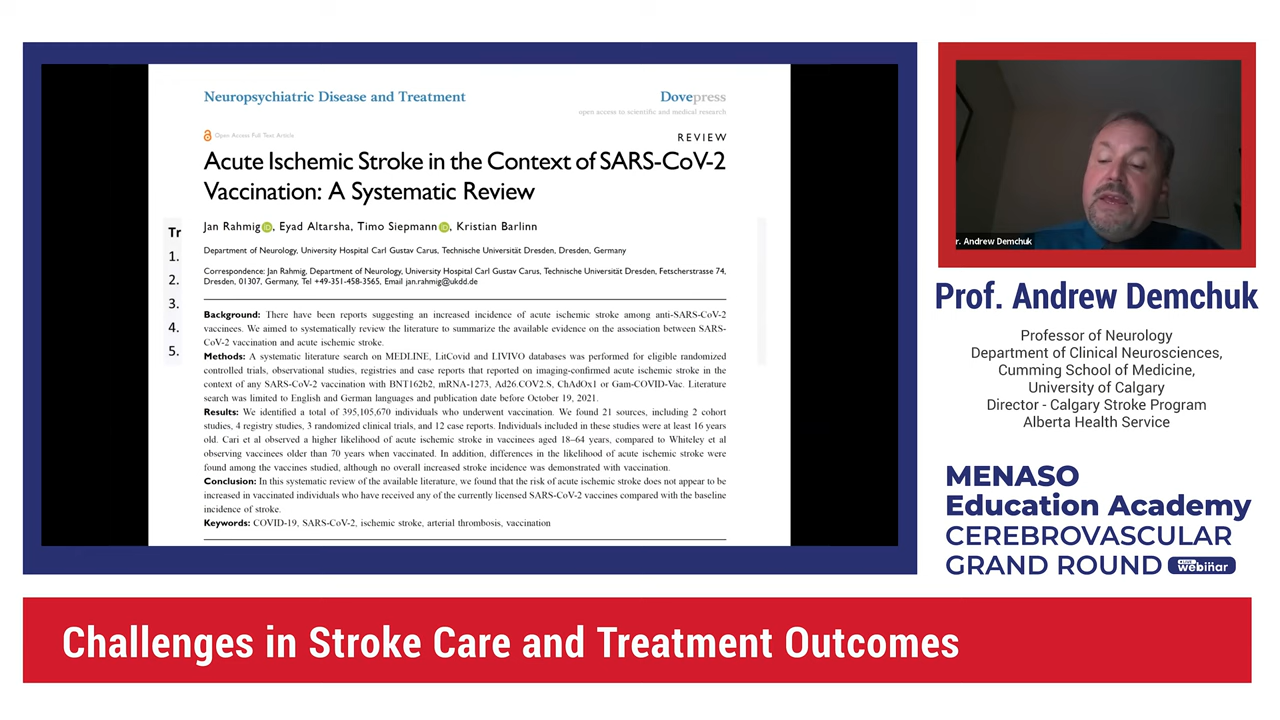 Neuropsychiatric Disease and Treatment
Dovepress
open access to scientific and medical research
Open Access Full Text Article
REVIEW
Acute Ischemic Stroke in the Context of SARS-CoV-2
Vaccination: A Systematic Review
Jan Rahmig, Eyad Altarsha, Timo Siepmann, Kristian Barlinn
Department of Neurology, University Hospital Carl Gustav Carus, Technische Universität Dresden, Dresden, Germany
Correspondence: Jan Rahmig, Department of Neurology, University Hospital Carl Gustav Carus, Technische Universität Dresden, Fetscherstrasse 74,
Dresden, 01307, Germany, Tel +49-351-458-3565, Email jan.rahmig@ukdd.de
Background: There have been reports suggesting an increased incidence of acute ischemic stroke among anti-SARS-CoV-2
vaccinees. We aimed to systematically review the literature to summarize the available evidence on the association between SARS-
CoV-2 vaccination and acute ischemic stroke.
Methods: A systematic literature search on MEDLINE, LitCovid and LIVIVO databases was performed for eligible randomized
controlled trials, observational studies, registries and case reports that reported on imaging-confirmed acute ischemic stroke in the
context of any SARS-CoV-2 vaccination with BNT162b2, mRNA-1273, Ad26.COV2.S, ChAdOx1 or Gam-COVID-Vac. Literature
search was limited to English and German languages and publication date before October 19, 2021.
Results: We identified a total of 395,105,670 individuals who underwent vaccination. We found 21 sources, including 2 cohort
studies, 4 registry studies, 3 randomized clinical trials, and 12 case reports. Individuals included in these studies were at least 16 years
old. Cari et al observed a higher likelihood of acute ischemic stroke in vaccinees aged 18–64 years, compared to Whiteley et al
observing vaccinees older than 70 years when vaccinated. In addition, differences in the likelihood of acute ischemic stroke were
found among the vaccines studied, although no overall increased stroke incidence was demonstrated with vaccination.
Conclusion: In this systematic review of the available literature, we found that the risk of acute ischemic stroke does not appear to be
increased in vaccinated individuals who have received any of the currently licensed SARS-CoV-2 vaccines compared with the baseline
incidence of stroke.
Keywords: COVID-19, SARS-CoV-2, ischemic stroke, arterial thrombosis, vaccination
Tr
1.
2.
3.
4.
5.
r. Andrew Demchuk
Prof. Andrew Demchuk
Professor of Neurology
Department of Clinical Neurosciences,
Cumming School of Medicine,
University of Calgary
Director - Calgary Stroke Program
Alberta Health Service
MENASO
Education Academy
CEREBROVASCULAR
GRAND ROUND
webinar
Challenges in Stroke Care and Treatment Outcomes